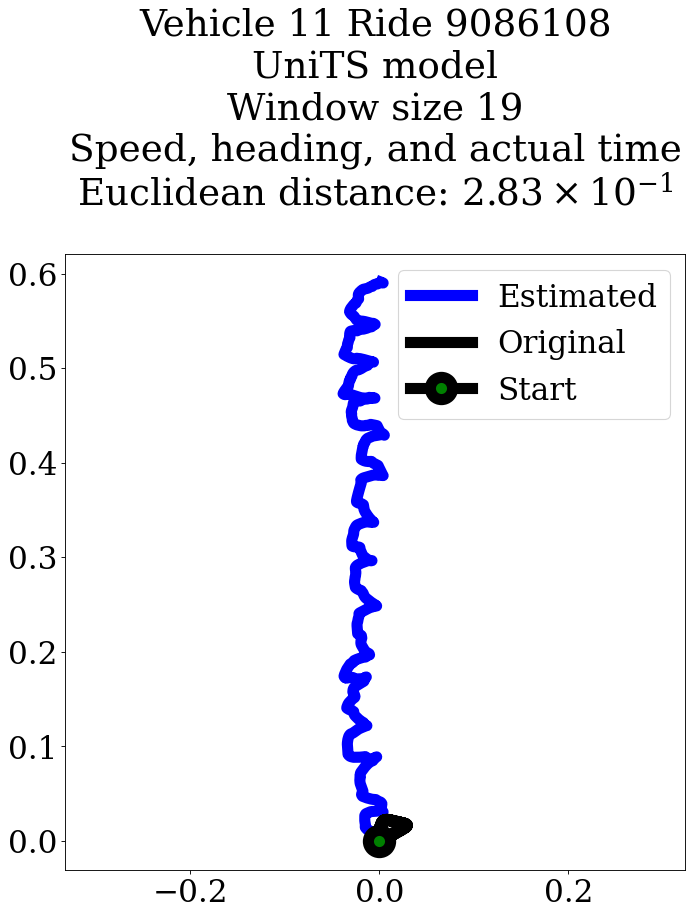 Vehicle 11 Ride 9086108
UniTS model
Window size 19
Speed, heading, and actual time
Euclidean distance: 2.83 × 10⁻¹
Estimated
Original
Start
0.6
0.5
0.4
0.3
0.2
0.1
0.0
−0.2 0.0 0.2